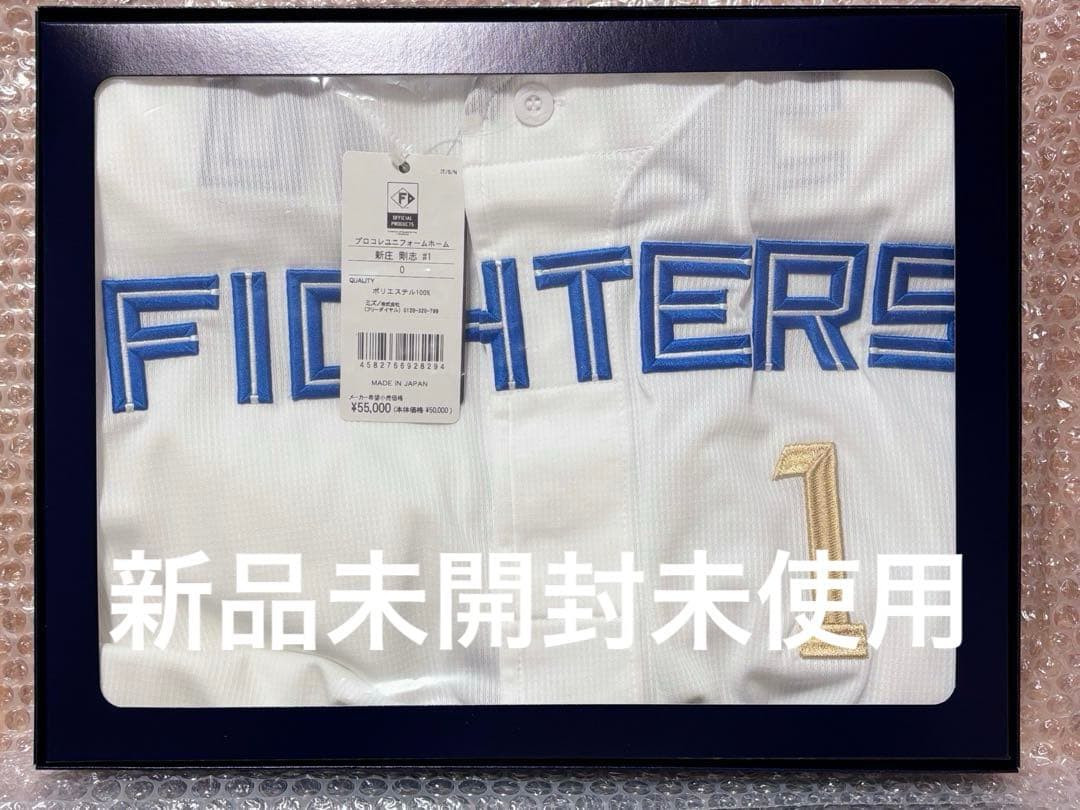 IT/S/N
F
OFFICIAL
PRODUCTS
プロコレユニフォームホーム
新庄 剛志 #1
0
QUALITY
ポリエステル100%
ミズノ株式会社
(フリーダイヤル) 0120-320-799
4582766928294
MADE IN JAPAN
メーカー希望小売価格
¥55,000 (本体価格 ¥50,000)
FIGHTERS
1
新品未開封未使用